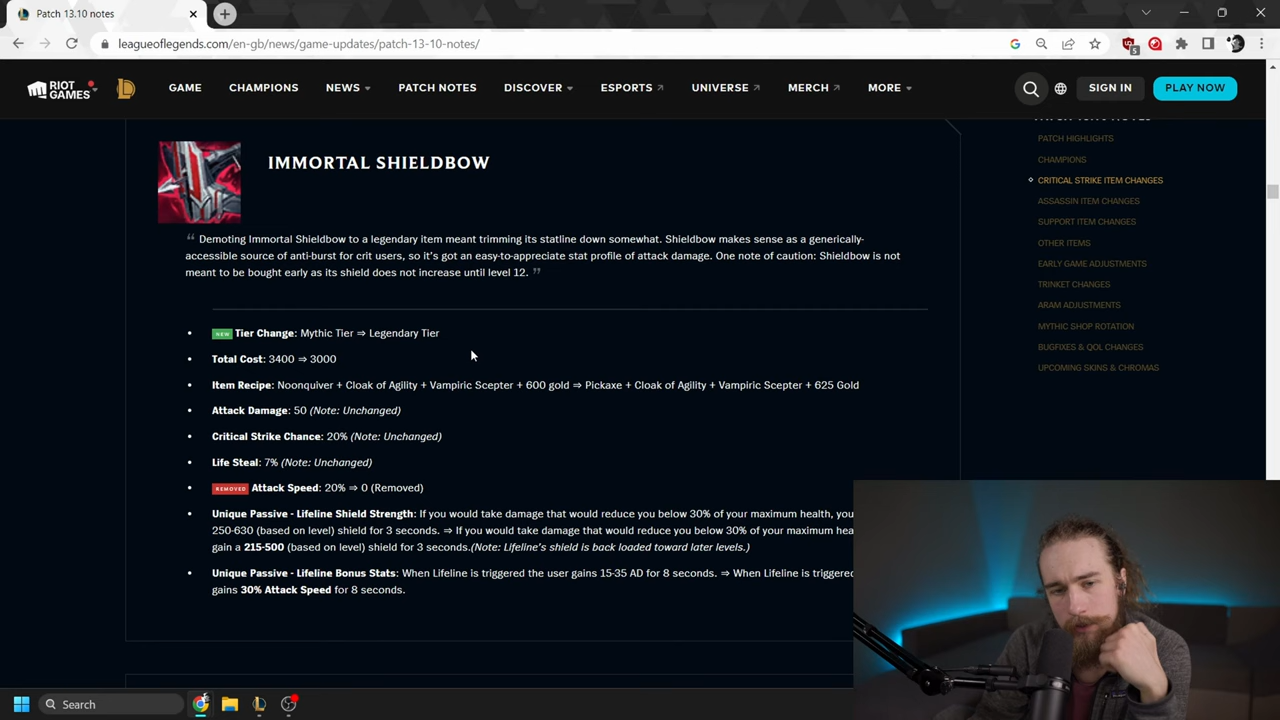 Patch 13.10 notes
leagueoflegends.com/en-gb/news/game-updates/patch-13-10-notes/
5
RIOT GAMES
GAME
CHAMPIONS
NEWS
PATCH NOTES
DISCOVER
ESPORTS
UNIVERSE
MERCH
MORE
SIGN IN
PLAY NOW
IMMORTAL SHIELDBOW
“ Demoting Immortal Shieldbow to a legendary item meant trimming its statline down somewhat. Shieldbow makes sense as a generically-
accessible source of anti-burst for crit users, so it's got an easy-to-appreciate stat profile of attack damage. One note of caution: Shieldbow is not
meant to be bought early as its shield does not increase until level 12. ”
• NEW Tier Change: Mythic Tier ⇒ Legendary Tier
• Total Cost: 3400 ⇒ 3000
• Item Recipe: Noonquiver + Cloak of Agility + Vampiric Scepter + 600 gold ⇒ Pickaxe + Cloak of Agility + Vampiric Scepter + 625 Gold
• Attack Damage: 50 (Note: Unchanged)
• Critical Strike Chance: 20% (Note: Unchanged)
• Life Steal: 7% (Note: Unchanged)
• REMOVED Attack Speed: 20% ⇒ 0 (Removed)
• Unique Passive - Lifeline Shield Strength: If you would take damage that would reduce you below 30% of your maximum health, you
250-630 (based on level) shield for 3 seconds. ⇒ If you would take damage that would reduce you below 30% of your maximum hea
gain a 215-500 (based on level) shield for 3 seconds.(Note: Lifeline's shield is back loaded toward later levels.)
• Unique Passive - Lifeline Bonus Stats: When Lifeline is triggered the user gains 15-35 AD for 8 seconds. ⇒ When Lifeline is triggered
gains 30% Attack Speed for 8 seconds.
PATCH HIGHLIGHTS
CHAMPIONS
CRITICAL STRIKE ITEM CHANGES
ASSASSIN ITEM CHANGES
SUPPORT ITEM CHANGES
OTHER ITEMS
EARLY GAME ADJUSTMENTS
TRINKET CHANGES
ARAM ADJUSTMENTS
MYTHIC SHOP ROTATION
BUGFIXES & QOL CHANGES
UPCOMING SKINS & CHROMAS
Search